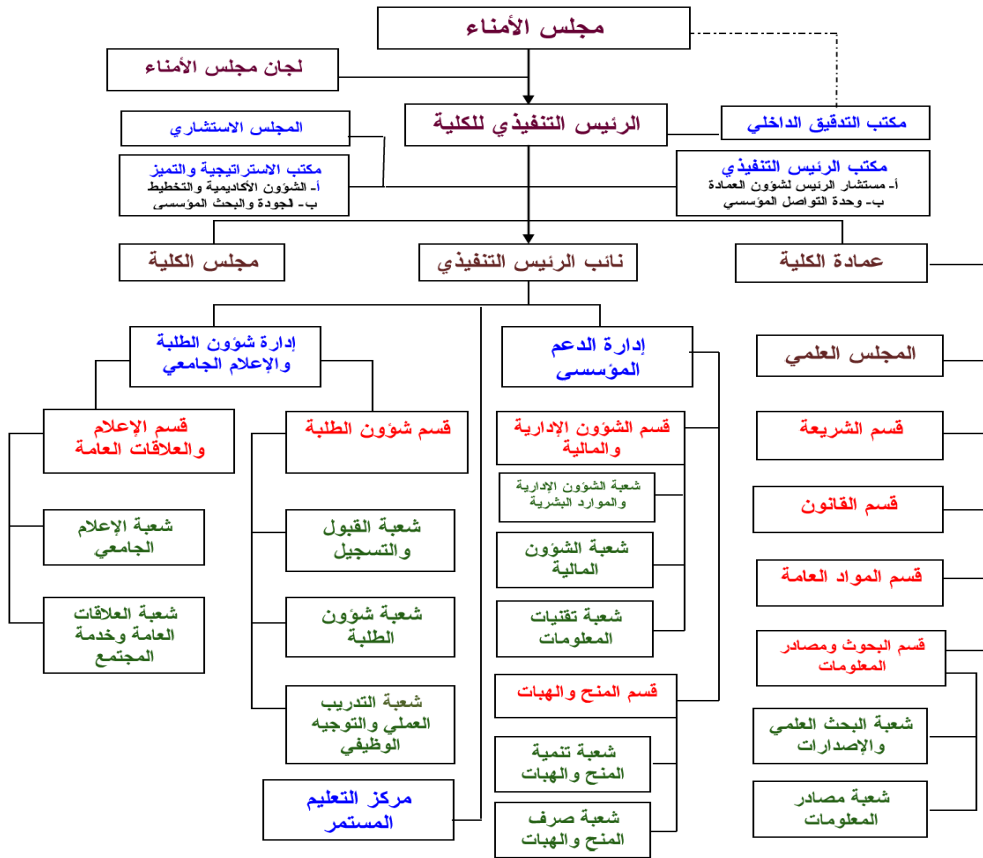 مجلس الأمناء
لجان مجلس الأمناء
الرئيس التنفيذي للكلية
مكتب التدقيق الداخلي
المجلس الاستشاري
مكتب الرئيس التنفيذي
أ- مستشار الرئيس لشؤون العمادة
ب- وحدة التواصل المؤسسي
مكتب الاستراتيجية والتميز
أ- الشؤون الأكاديمية والتخطيط
ب- الجودة والبحث المؤسسى
عمادة الكلية
نائب الرئيس التنفيذي
مجلس الكلية
المجلس العلمي
قسم الشريعة
قسم القانون
قسم المواد العامة
قسم البحوث ومصادر
المعلومات
شعبة البحث العلمي
والإصدارات
شعبة مصادر
المعلومات
إدارة الدعم
المؤسسى
قسم الشؤون الإدارية
والمالية
شعبة الشؤون الإدارية
والموارد البشرية
شعبة الشؤون
المالية
شعبة تقنيات
المعلومات
قسم المنح والهبات
شعبة تنمية
المنح والهبات
شعبة صرف
المنح والهبات
إدارة شؤون الطلبة
والإعلام الجامعي
قسم شؤون الطلبة
شعبة القبول
والتسجيل
شعبة شؤون
الطلبة
شعبة التدريب
العملي والتوجيه
الوظيفي
قسم الإعلام
والعلاقات العامة
شعبة الإعلام
الجامعي
شعبة العلاقات
العامة وخدمة
المجتمع
مركز التعليم
المستمر